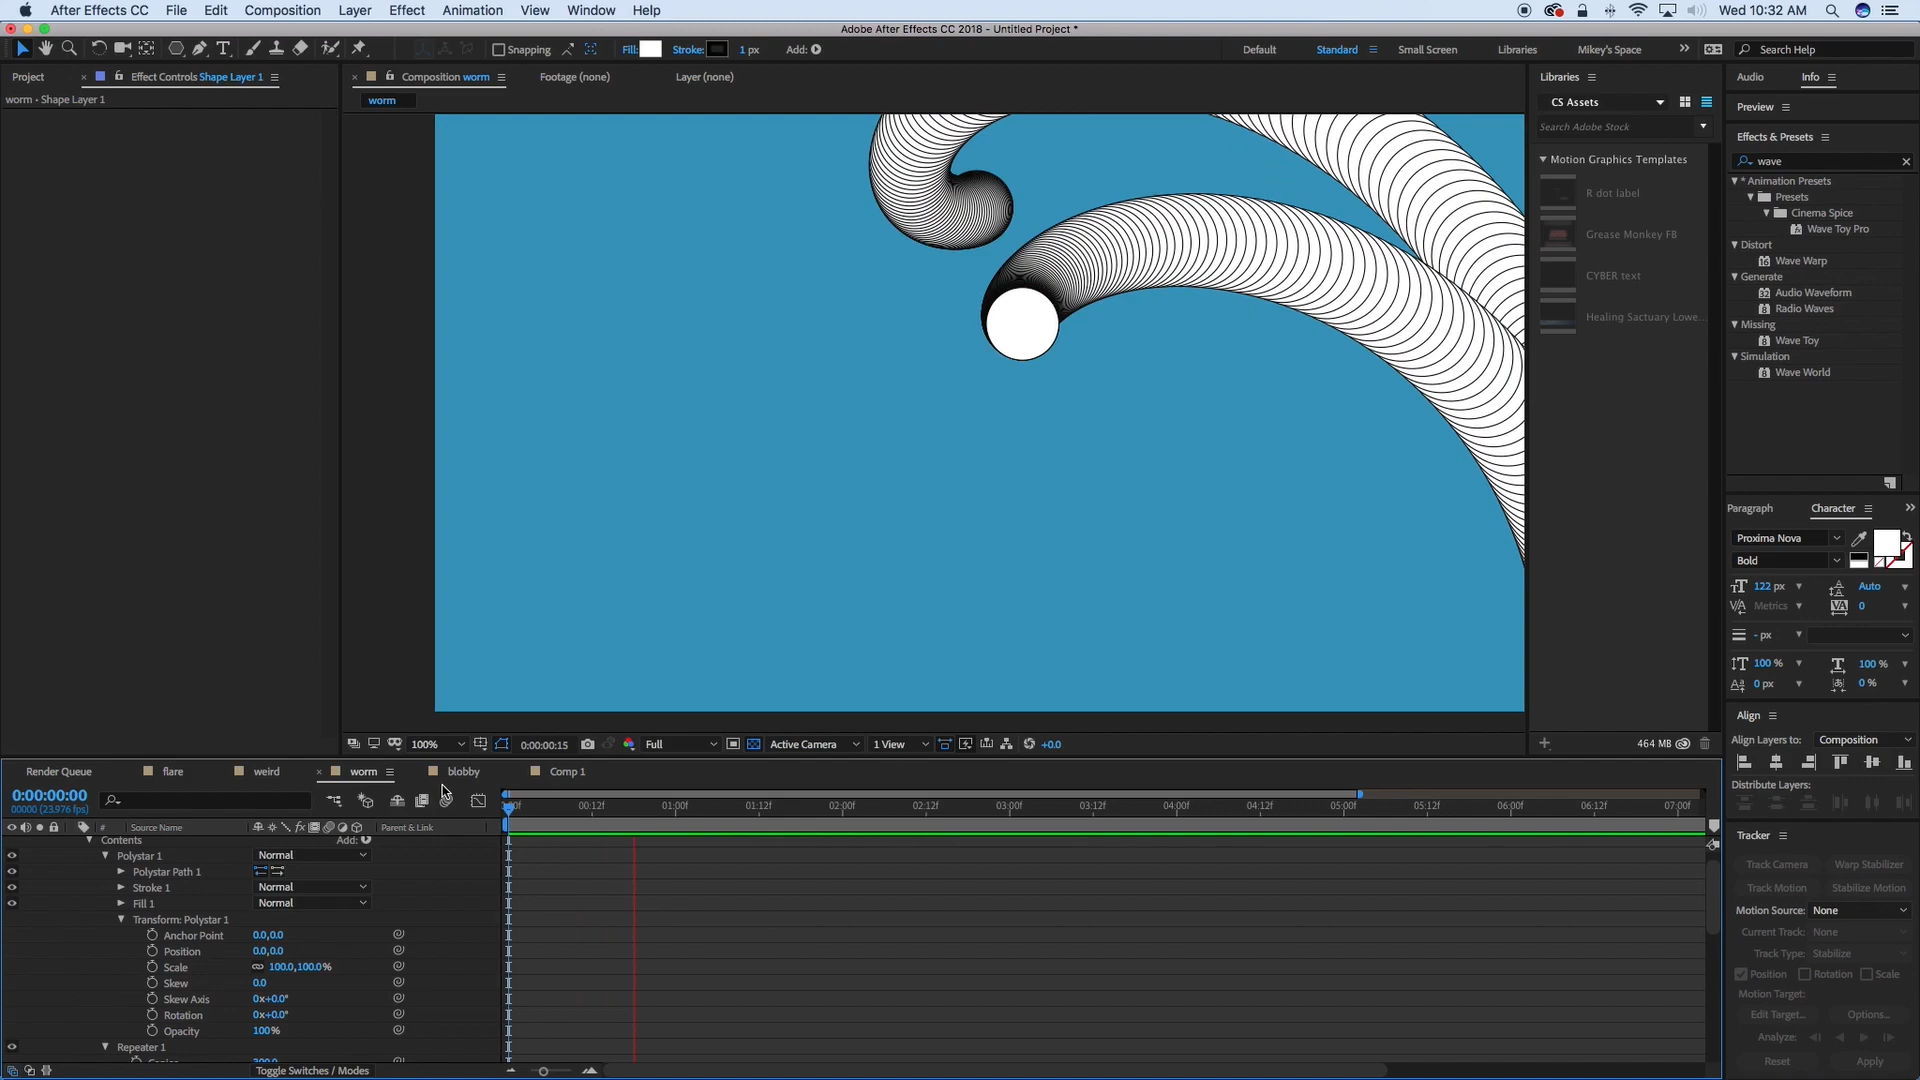 After Effects CC File Edit Composition Layer Effect Animation View Window Help Wed 10:32 AM
Adobe After Effects CC 2018 - Untitled Project *
Snapping Fill: Stroke: 1 px Add: Default Standard Small Screen Libraries Mikey's Space Search Help
Project Effect Controls Shape Layer 1 Composition worm Footage (none) Layer (none) Libraries Audio Info
worm • Shape Layer 1
worm
CS Assets
Preview
Search Adobe Stock
Effects & Presets
Motion Graphics Templates
wave
R dot label
Grease Monkey FB
CYBER text
Healing Sactuary Lowe...
* Animation Presets
Presets
Cinema Spice
Wave Toy Pro
Distort
Wave Warp
Generate
Audio Waveform
Radio Waves
Missing
Wave Toy
Simulation
Wave World
Paragraph Character
Proxima Nova
Bold
122 px Auto
Metrics 0
- px
100 % 100 %
0 px 0 %
Align
Align Layers to: Composition
Distribute Layers:
100% 0:00:00:15 Full Active Camera 1 View +0.0
464 MB
Render Queue flare weird worm blobby Comp 1
0:00:00:00
00000 (23.976 fps)
00:12f 01:00f 01:12f 02:00f 02:12f 03:00f 03:12f 04:00f 04:12f 05:00f 05:12f 06:00f 06:12f 07:00f
# Source Name Parent & Link
Contents Add:
Polystar 1 Normal
Polystar Path 1
Stroke 1 Normal
Fill 1 Normal
Transform: Polystar 1
Anchor Point 0.0,0.0
Position 0.0,0.0
Scale 100.0,100.0%
Skew 0.0
Skew Axis 0x+0.0°
Rotation 0x+0.0°
Opacity 100%
Repeater 1
Toggle Switches / Modes
Tracker
Track Camera Warp Stabilizer
Track Motion Stabilize Motion
Motion Source: None
Current Track: None
Track Type: Stabilize
Position Rotation Scale
Motion Target:
Edit Target... Options...
Analyze:
Reset Apply